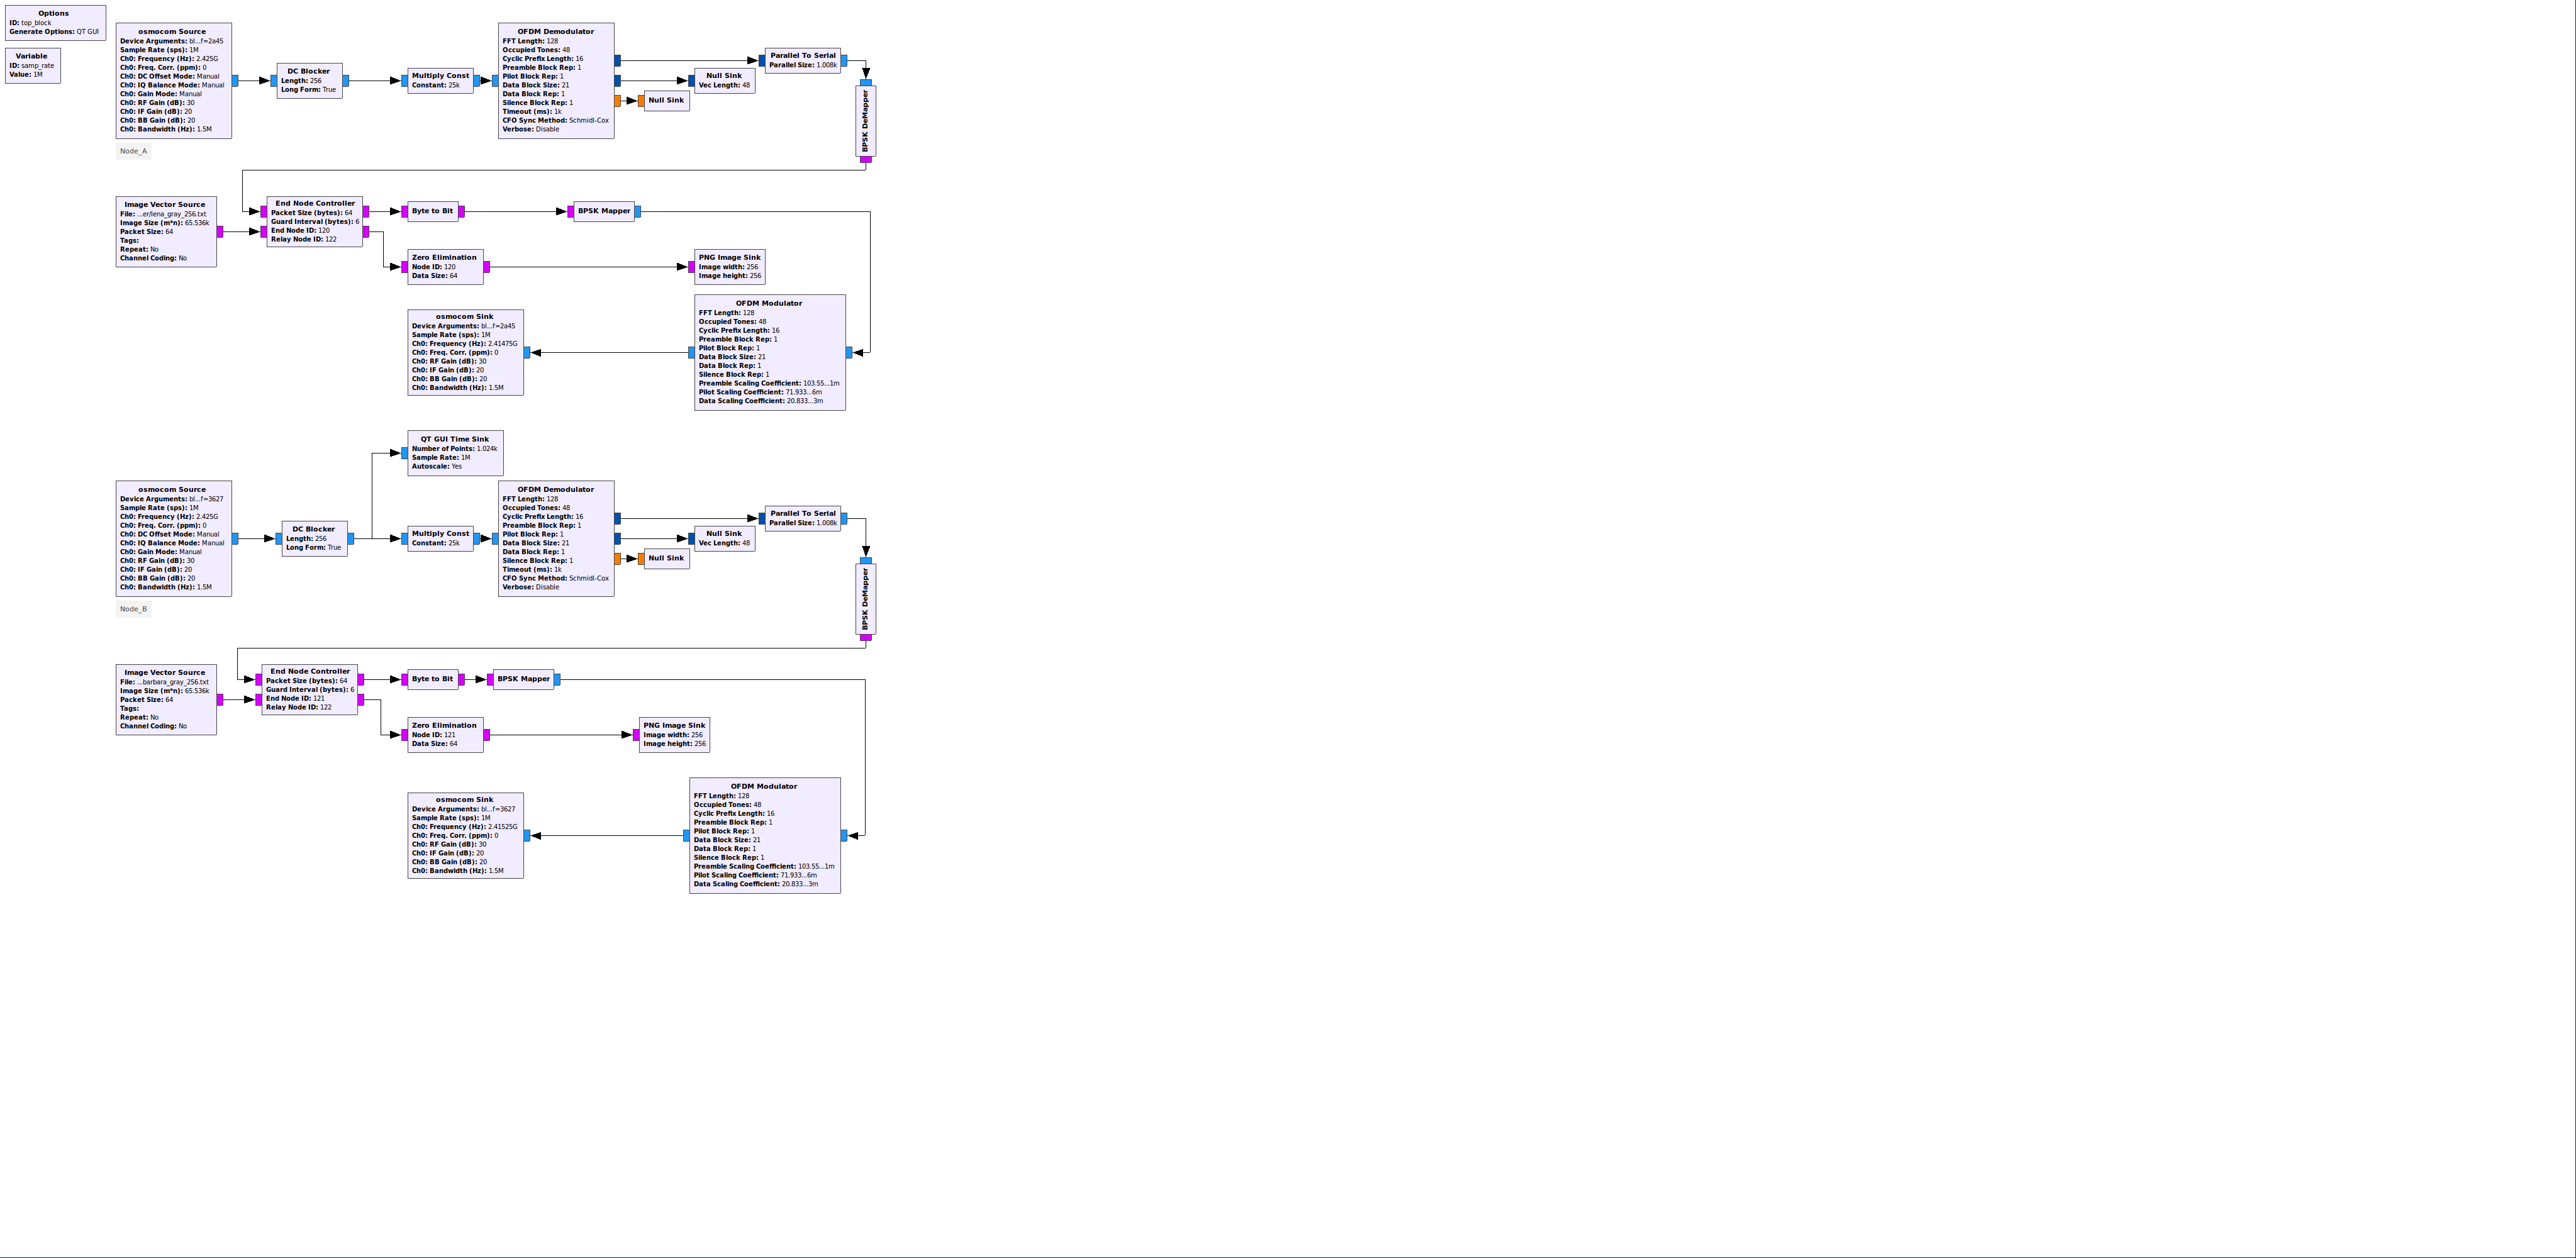 Options
ID: top_block
Generate Options: QT GUI
Variable
ID: samp_rate
Value: 1M
osmocom Source
Device Arguments: bl...f=2a45
Sample Rate (sps): 1M
Ch0: Frequency (Hz): 2.425G
Ch0: Freq. Corr. (ppm): 0
Ch0: DC Offset Mode: Manual
Ch0: IQ Balance Mode: Manual
Ch0: Gain Mode: Manual
Ch0: RF Gain (dB): 30
Ch0: IF Gain (dB): 20
Ch0: BB Gain (dB): 20
Ch0: Bandwidth (Hz): 1.5M
Node_A
DC Blocker
Length: 256
Long Form: True
Multiply Const
Constant: 25k
OFDM Demodulator
FFT Length: 128
Occupied Tones: 48
Cyclic Prefix Length: 16
Preamble Block Rep: 1
Pilot Block Rep: 1
Data Block Size: 21
Data Block Rep: 1
Silence Block Rep: 1
Timeout (ms): 1k
CFO Sync Method: Schmidl-Cox
Verbose: Disable
Null Sink
Vec Length: 48
Null Sink
Parallel To Serial
Parallel Size: 1.008k
BPSK DeMapper
Image Vector Source
File: ...er/lena_gray_256.txt
Image Size (m*n): 65.536k
Packet Size: 64
Tags:
Repeat: No
Channel Coding: No
End Node Controller
Packet Size (bytes): 64
Guard Interval (bytes): 6
End Node ID: 120
Relay Node ID: 122
Byte to Bit
BPSK Mapper
Zero Elimination
Node ID: 120
Data Size: 64
PNG Image Sink
Image width: 256
Image height: 256
osmocom Sink
Device Arguments: bl...f=2a45
Sample Rate (sps): 1M
Ch0: Frequency (Hz): 2.41475G
Ch0: Freq. Corr. (ppm): 0
Ch0: RF Gain (dB): 30
Ch0: IF Gain (dB): 20
Ch0: BB Gain (dB): 20
Ch0: Bandwidth (Hz): 1.5M
OFDM Modulator
FFT Length: 128
Occupied Tones: 48
Cyclic Prefix Length: 16
Preamble Block Rep: 1
Pilot Block Rep: 1
Data Block Size: 21
Data Block Rep: 1
Silence Block Rep: 1
Preamble Scaling Coefficient: 103.55...1m
Pilot Scaling Coefficient: 71.933...6m
Data Scaling Coefficient: 20.833...3m
QT GUI Time Sink
Number of Points: 1.024k
Sample Rate: 1M
Autoscale: Yes
osmocom Source
Device Arguments: bl...f=3627
Sample Rate (sps): 1M
Ch0: Frequency (Hz): 2.425G
Ch0: Freq. Corr. (ppm): 0
Ch0: DC Offset Mode: Manual
Ch0: IQ Balance Mode: Manual
Ch0: Gain Mode: Manual
Ch0: RF Gain (dB): 30
Ch0: IF Gain (dB): 20
Ch0: BB Gain (dB): 20
Ch0: Bandwidth (Hz): 1.5M
Node_B
DC Blocker
Length: 256
Long Form: True
Multiply Const
Constant: 25k
OFDM Demodulator
FFT Length: 128
Occupied Tones: 48
Cyclic Prefix Length: 16
Preamble Block Rep: 1
Pilot Block Rep: 1
Data Block Size: 21
Data Block Rep: 1
Silence Block Rep: 1
Timeout (ms): 1k
CFO Sync Method: Schmidl-Cox
Verbose: Disable
Null Sink
Vec Length: 48
Null Sink
Parallel To Serial
Parallel Size: 1.008k
BPSK DeMapper
Image Vector Source
File: ...barbara_gray_256.txt
Image Size (m*n): 65.536k
Packet Size: 64
Tags:
Repeat: No
Channel Coding: No
End Node Controller
Packet Size (bytes): 64
Guard Interval (bytes): 6
End Node ID: 121
Relay Node ID: 122
Byte to Bit
BPSK Mapper
Zero Elimination
Node ID: 121
Data Size: 64
PNG Image Sink
Image width: 256
Image height: 256
osmocom Sink
Device Arguments: bl...f=3627
Sample Rate (sps): 1M
Ch0: Frequency (Hz): 2.41525G
Ch0: Freq. Corr. (ppm): 0
Ch0: RF Gain (dB): 30
Ch0: IF Gain (dB): 20
Ch0: BB Gain (dB): 20
Ch0: Bandwidth (Hz): 1.5M
OFDM Modulator
FFT Length: 128
Occupied Tones: 48
Cyclic Prefix Length: 16
Preamble Block Rep: 1
Pilot Block Rep: 1
Data Block Size: 21
Data Block Rep: 1
Silence Block Rep: 1
Preamble Scaling Coefficient: 103.55...1m
Pilot Scaling Coefficient: 71.933...6m
Data Scaling Coefficient: 20.833...3m